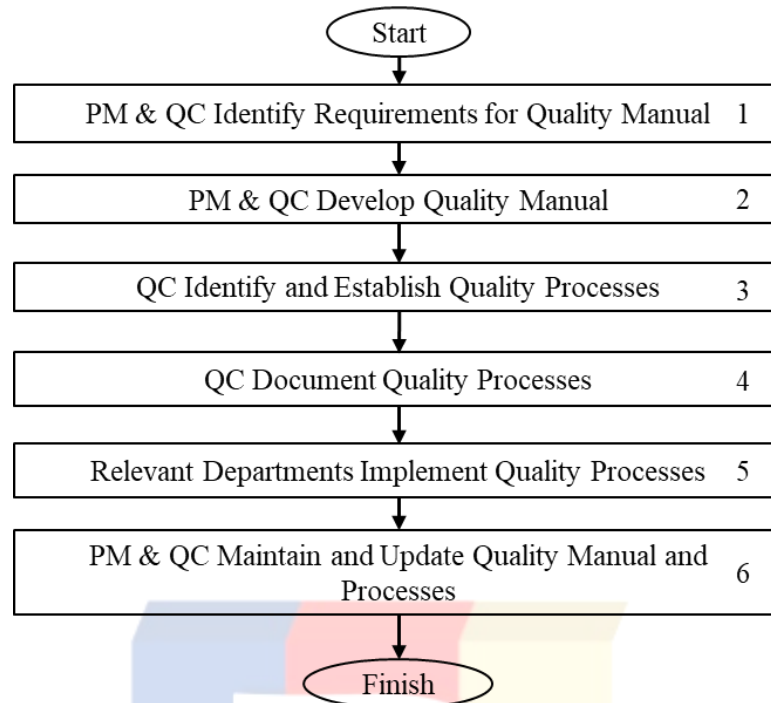 Start
PM & QC Identify Requirements for Quality Manual 1
PM & QC Develop Quality Manual 2
QC Identify and Establish Quality Processes 3
QC Document Quality Processes 4
Relevant Departments Implement Quality Processes 5
PM & QC Maintain and Update Quality Manual and
Processes 6
Finish